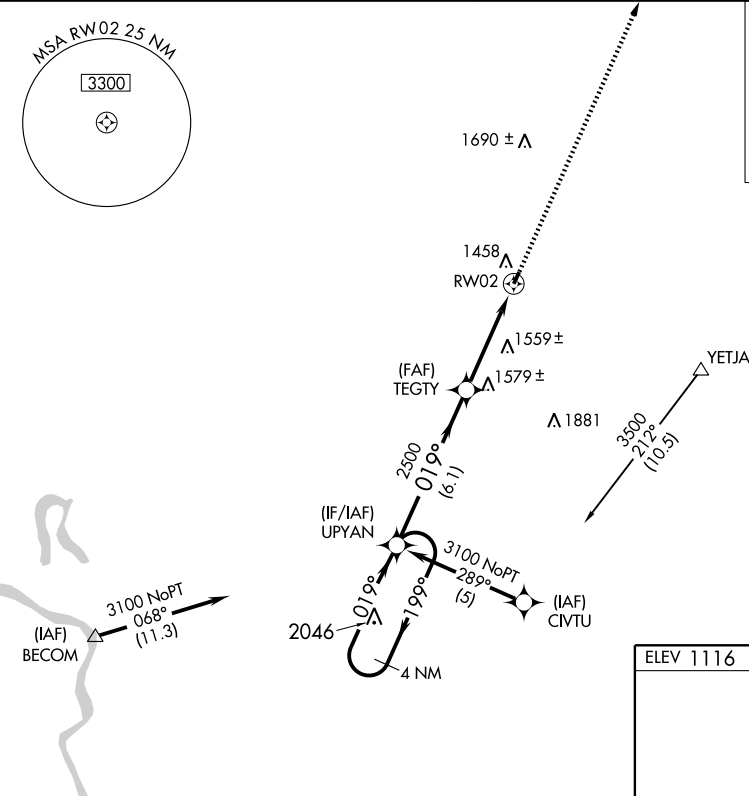 MSA RW02 25 NM
3300
1690 ±
1458
RW02
1559 ±
(FAF)
TEGTY
1579 ±
YETJA
1881
3500
212°
(10.5)
2500
019°
(6.1)
(IF/IAF)
UPYAN
3100 NoPT
289°
(5)
3100 NoPT
068°
(11.3)
019°
199°
(IAF)
CIVTU
(IAF)
BECOM
2046
4 NM
ELEV 1116